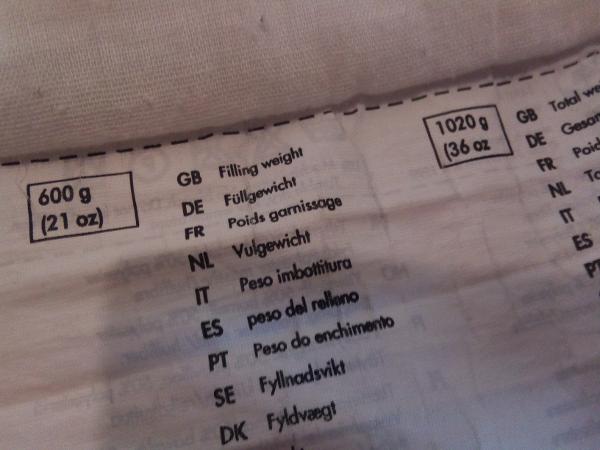 600 g
(21 oz)
GB Filling weight
DE Füllgewicht
FR Poids garnissage
NL Vulgewicht
IT Peso imbottitura
ES peso del relleno
PT Peso do enchimento
SE Fyllnadsvikt
DK Fyldvægt
1020 g
(36 oz
GB Total we
DE Gesam
FR Poid
NL To
IT
ES
PT